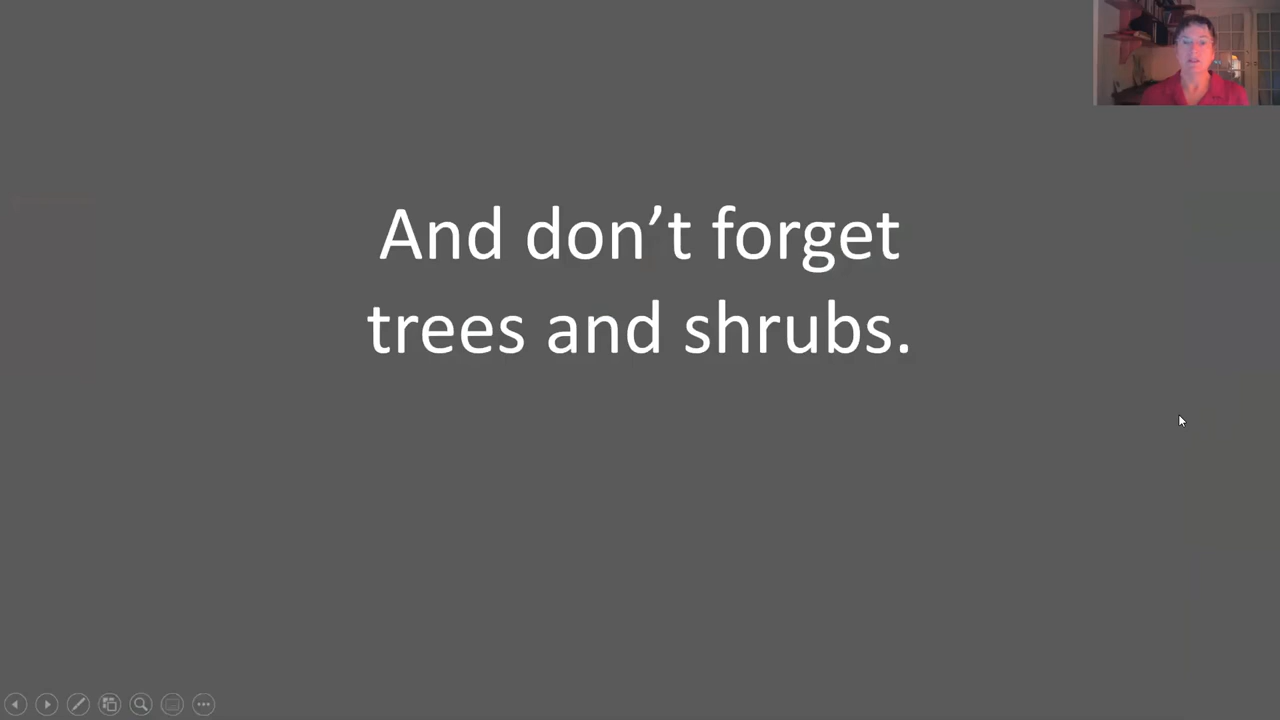 And don’t forget
trees and shrubs.